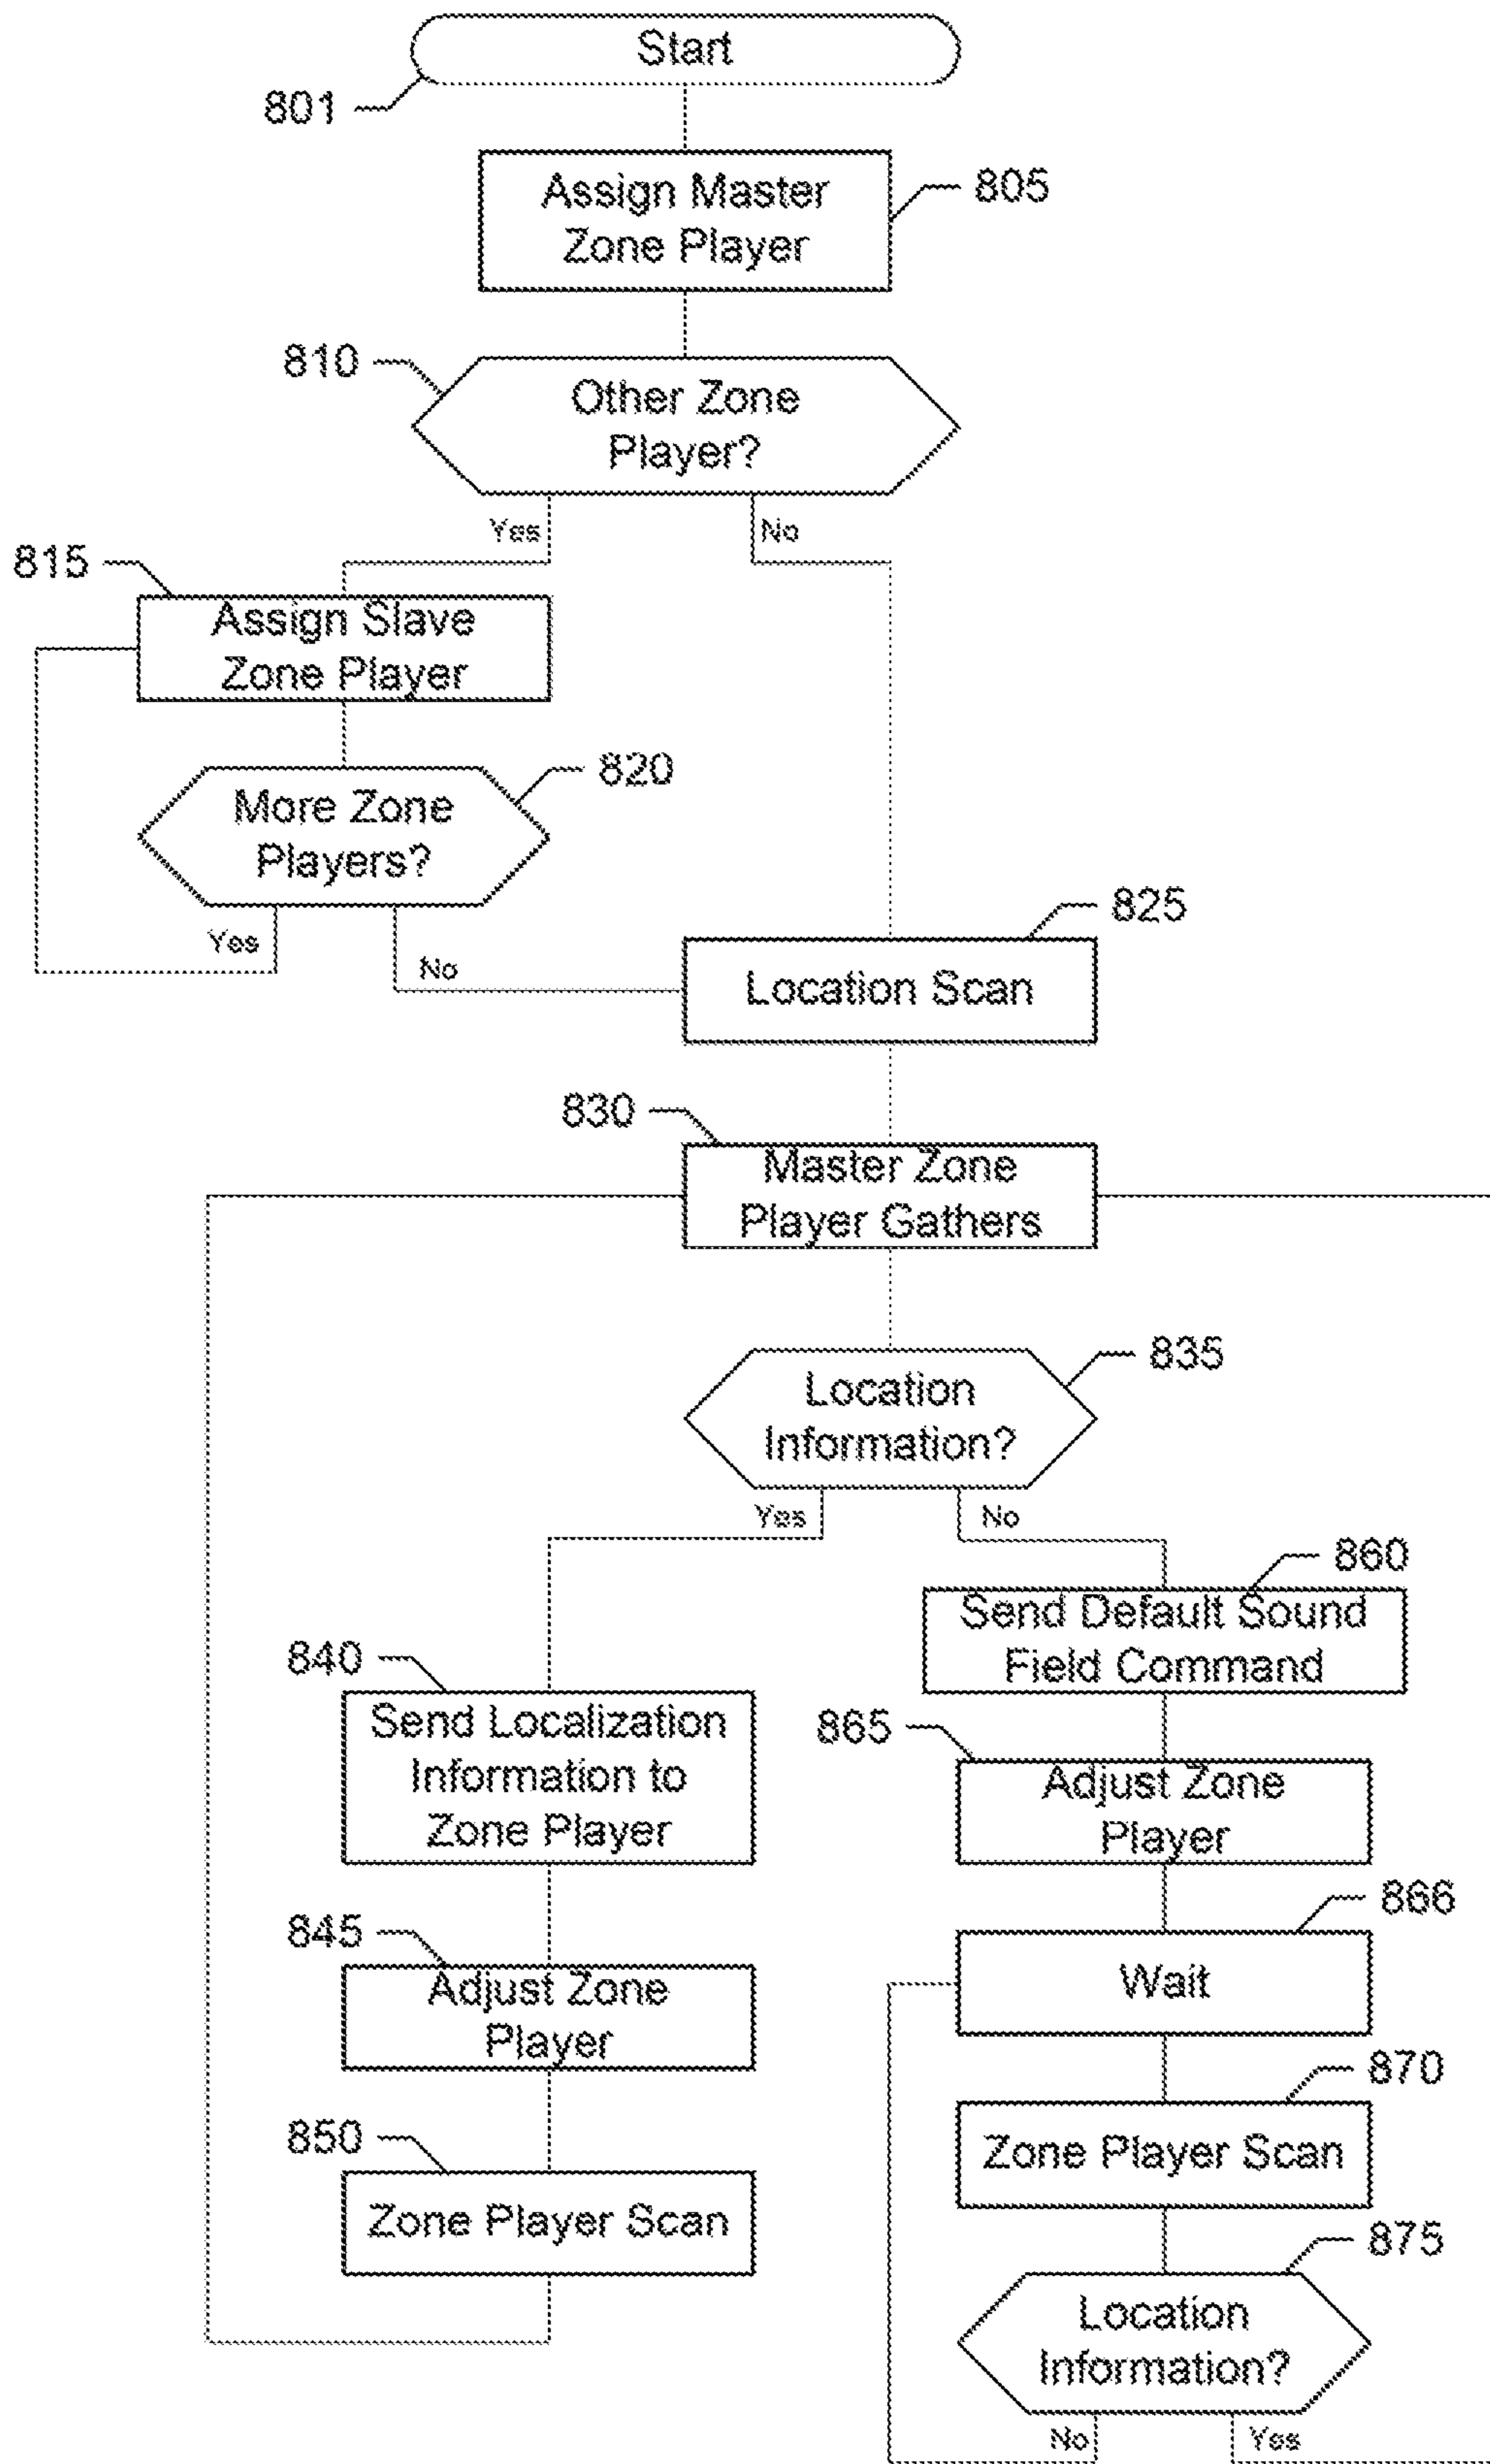 Start
801
Assign Master
Zone Player
805
810
Other Zone
Player?
Yes
No
815
Assign Slave
Zone Player
820
More Zone
Players?
Yes
No
825
Location Scan
830
Master Zone
Player Gathers
835
Location
Information?
Yes
No
860
Send Default Sound
Field Command
840
Send Localization
Information to
Zone Player
865
Adjust Zone
Player
866
Wait
845
Adjust Zone
Player
870
Zone Player Scan
850
Zone Player Scan
875
Location
Information?
No
Yes